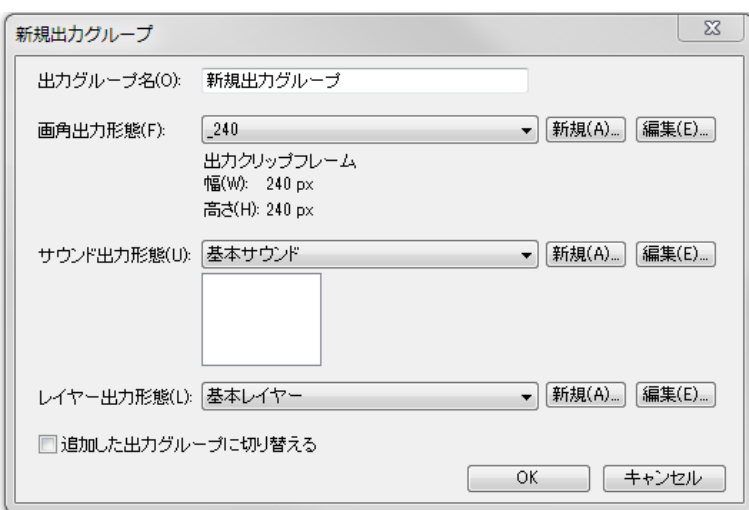 新規出力グループ
出力グループ名(O): 新規出力グループ
画角出力形態(F): _240 新規(A)... 編集(E)...
出力クリップフレーム
幅(W): 240 px
高さ(H): 240 px
サウンド出力形態(U): 基本サウンド 新規(A)... 編集(E)...
レイヤー出力形態(L): 基本レイヤー 新規(A)... 編集(E)...
追加した出力グループに切り替える
OK キャンセル